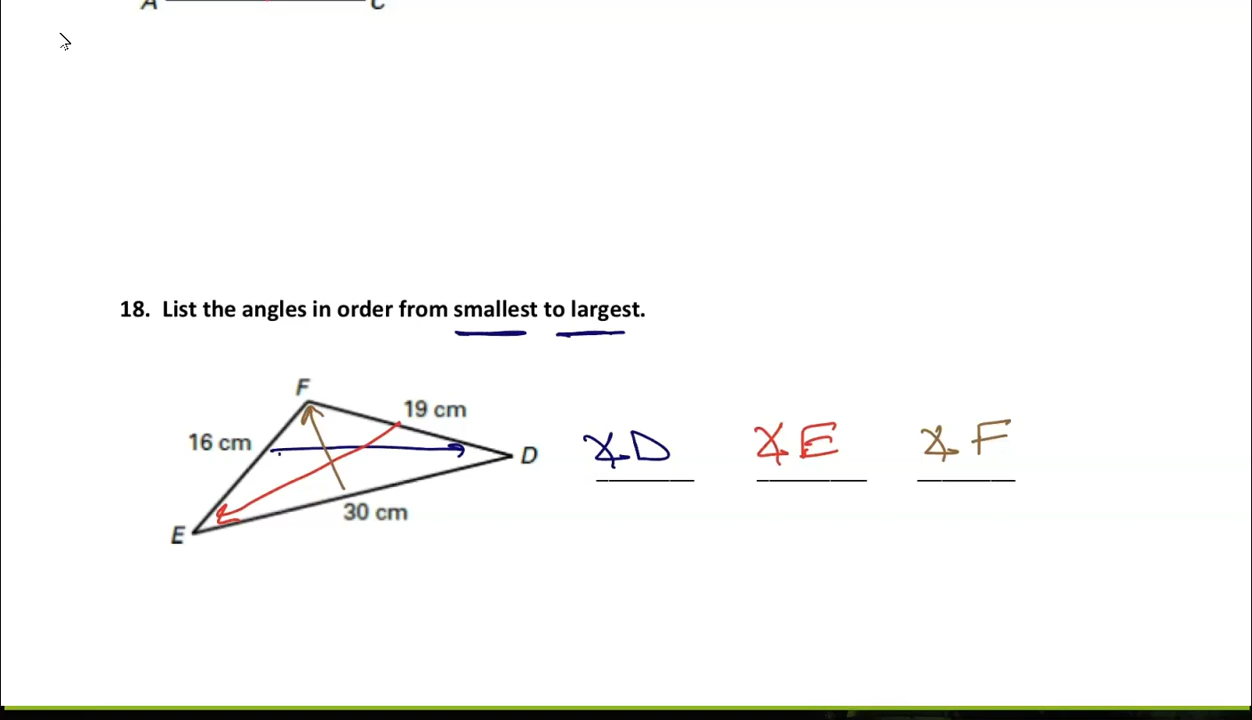 A C
18. List the angles in order from smallest to largest.
F
19 cm
16 cm
D
∡D ∡E ∡F
30 cm
E